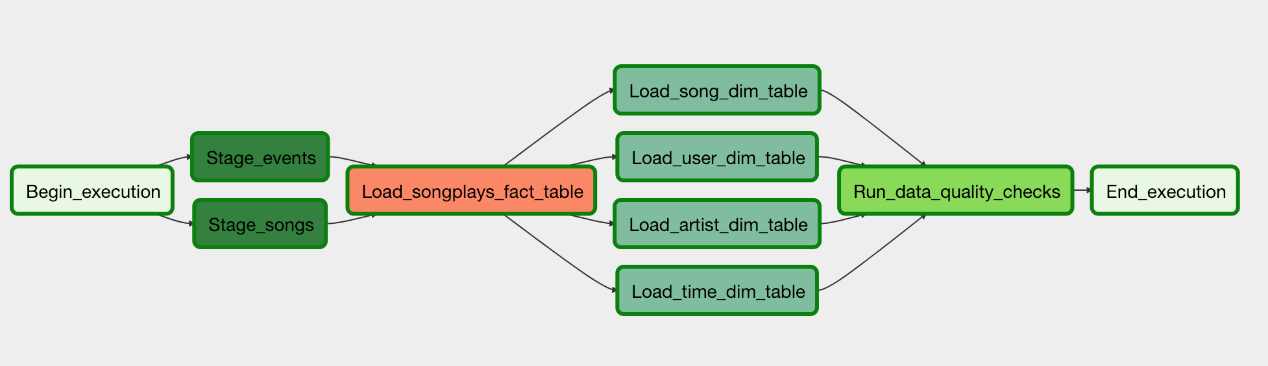 Begin_execution
Stage_events
Stage_songs
Load_songplays_fact_table
Load_song_dim_table
Load_user_dim_table
Load_artist_dim_table
Load_time_dim_table
Run_data_quality_checks
End_execution